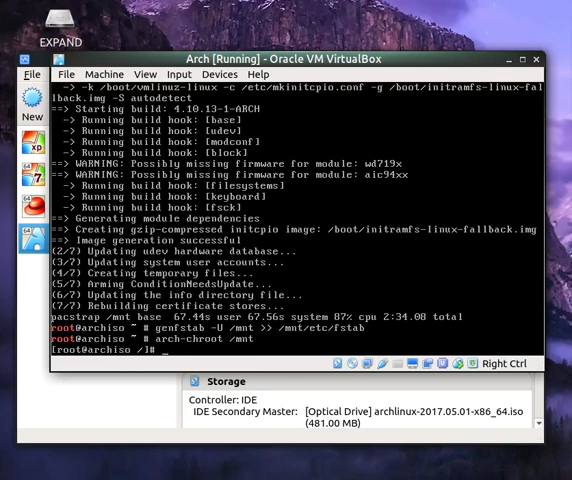 EXPAND
Arch [Running] - Oracle VM VirtualBox
File
File Machine View Input Devices Help
New
-> -k /boot/vmlinuz-linux -c /etc/mkinitcpio.conf -g /boot/initramfs-linux-fal
lback.img -S autodetect
==> Starting build: 4.10.13-1-ARCH
-> Running build hook: [base]
-> Running build hook: [udev]
-> Running build hook: [modconf]
-> Running build hook: [block]
==> WARNING: Possibly missing firmware for module: wd719x
==> WARNING: Possibly missing firmware for module: aic94xx
-> Running build hook: [filesystems]
-> Running build hook: [keyboard]
-> Running build hook: [fsck]
==> Generating module dependencies
==> Creating gzip-compressed initcpio image: /boot/initramfs-linux-fallback.img
==> Image generation successful
(2/7) Updating udev hardware database...
(3/7) Updating system user accounts...
(4/7) Creating temporary files...
(5/7) Arming ConditionNeedsUpdate...
(6/7) Updating the info directory file...
(7/7) Rebuilding certificate stores...
pacstrap /mnt base 67.44s user 67.56s system 87% cpu 2:34.08 total
root@archiso ~ # genfstab -U /mnt >> /mnt/etc/fstab
root@archiso ~ # arch-chroot /mnt
[root@archiso /]# _
64
xp
64
7
64
64
Right Ctrl
Storage
Controller: IDE
IDE Secondary Master: [Optical Drive] archlinux-2017.05.01-x86_64.iso
(481.00 MB)